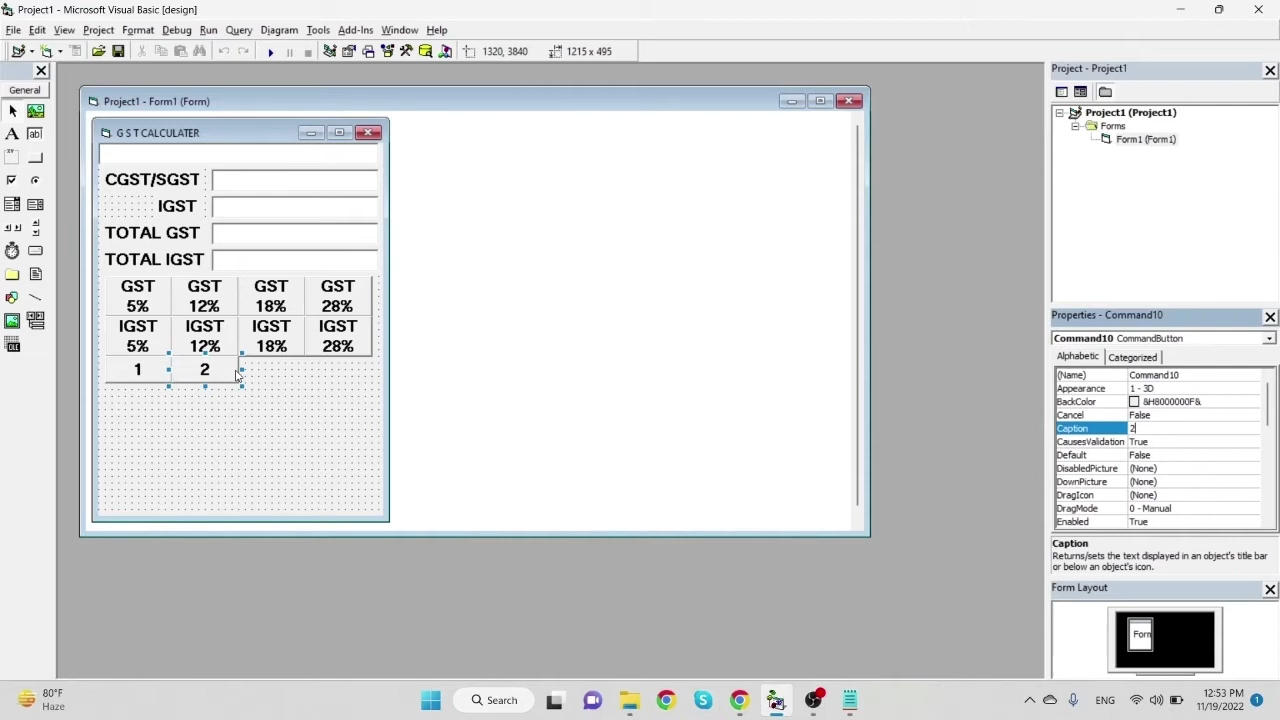 Project1 - Microsoft Visual Basic [design]
File Edit View Project Format Debug Run Query Diagram Tools Add-Ins Window Help
1320, 3840 1215 x 495
General
A ab
Project1 - Form1 (Form)
G S T CALCULATER
CGST/SGST
IGST
TOTAL GST
TOTAL IGST
GST 5% GST 12% GST 18% GST 28%
IGST 5% IGST 12% IGST 18% IGST 28%
1 2
Project - Project1
Project1 (Project1)
Forms
Form1 (Form1)
Properties - Command10
Command10 CommandButton
Alphabetic Categorized
(Name) Command10
Appearance 1 - 3D
BackColor &H8000000F&
Cancel False
Caption 2
CausesValidation True
Default False
DisabledPicture (None)
DownPicture (None)
DragIcon (None)
DragMode 0 - Manual
Enabled True
Caption
Returns/sets the text displayed in an object's title bar
or below an object's icon.
Form Layout
Form
80°F
Haze
Search
ENG
12:53 PM
11/19/2022
1